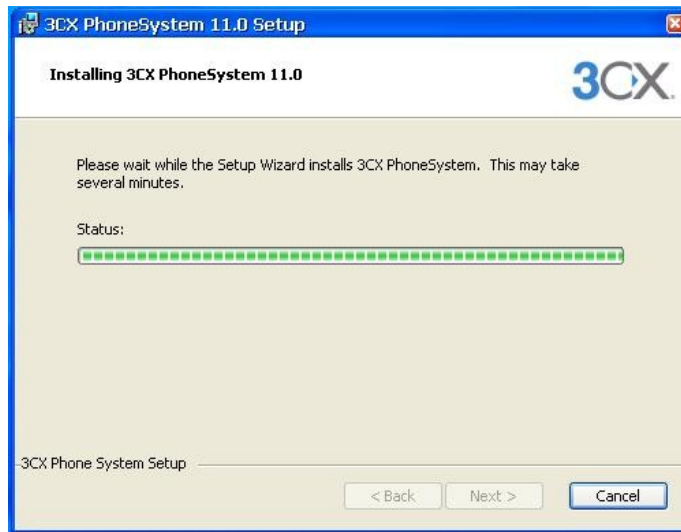 3CX PhoneSystem 11.0 Setup
Installing 3CX PhoneSystem 11.0
3CX.
Please wait while the Setup Wizard installs 3CX PhoneSystem. This may take
several minutes.
Status:
3CX Phone System Setup
< Back
Next >
Cancel